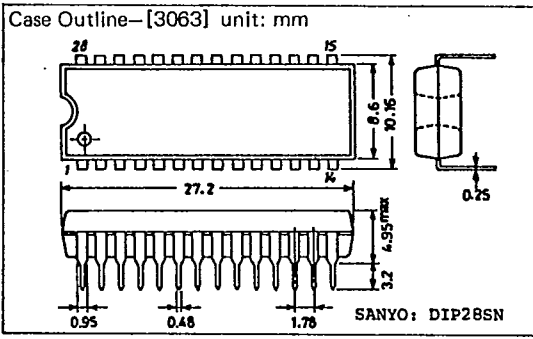 Case Outline—[3063] unit: mm
28 15
8.6
10.16
1 14
27.2
0.25
4.95max
3.2
0.95 0.48 1.78
SANYO: DIP28SN